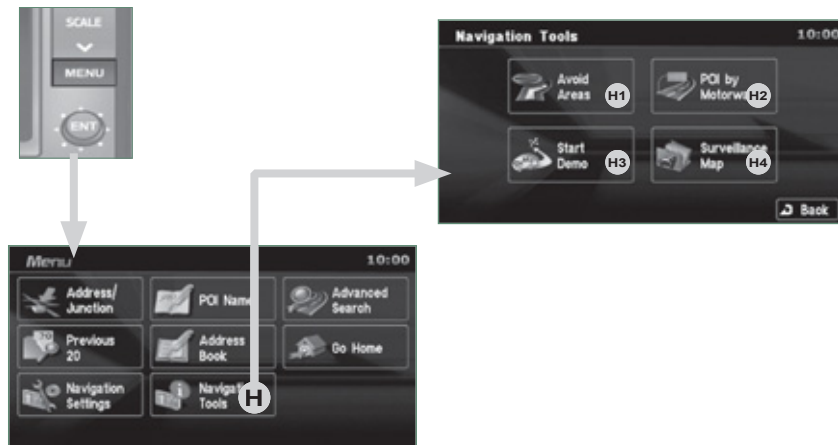 SCALE
MENU
ENT
Navigation Tools 10:00
Avoid
Areas H1
POI by
H2
Start
Demo H3
Surveillance
Map H4
Back
Menu 10:00
Address/
Junction
POI Name
Advanced
Search
Previous
20
Address
Book
Go Home
Navigation
Settings
Tools H